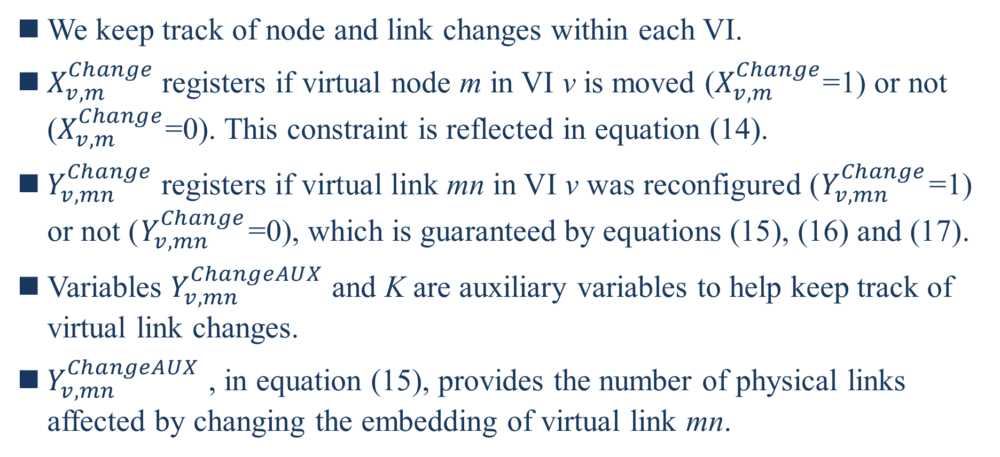 ■ We keep track of node and link changes within each VI.
■ $X_{v,m}^{Change}$ registers if virtual node m in VI v is moved ($X_{v,m}^{Change}$=1) or not
($X_{v,m}^{Change}$=0). This constraint is reflected in equation (14).
■ $Y_{v,mn}^{Change}$ registers if virtual link mn in VI v was reconfigured ($Y_{v,mn}^{Change}$=1)
or not ($Y_{v,mn}^{Change}$=0), which is guaranteed by equations (15), (16) and (17).
■ Variables $Y_{v,mn}^{ChangeAUX}$ and K are auxiliary variables to help keep track of
virtual link changes.
■ $Y_{v,mn}^{ChangeAUX}$ , in equation (15), provides the number of physical links
affected by changing the embedding of virtual link mn.